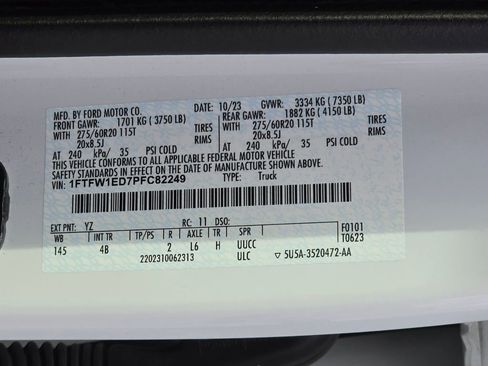 MFD. BY FORD MOTOR CO. 10/23 GVWR: 3334 KG ( 7350 LB)
FRONT GAWR: 1701 KG ( 3750 LB) REAR GAWR: 1882 KG ( 4150 LB)
WITH 275/60R20 115T TIRES WITH 275/60R20 115T TIRES
20x8.5J RIMS 20x8.5J RIMS
AT 240 kPa/ 35 PSI COLD AT 240 kPa/ 35 PSI COLD
THIS VEHICLE CONFORMS TO ALL APPLICABLE FEDERAL MOTOR VEHICLE
SAFETY STANDARDS IN EFFECT ON THE DATE OF MANUFACTURE SHOWN ABOVE.
1FTFW1ED7PFC82249 TYPE: Truck
EXT PNT: YZ RC: 11 DSO: F0101
WB INT TR TP/PS R AXLE TR SPR T0623
145 4B 2 L6 H UUCC
2202310062313 ULC ▽ 5U5A-3520472-AA